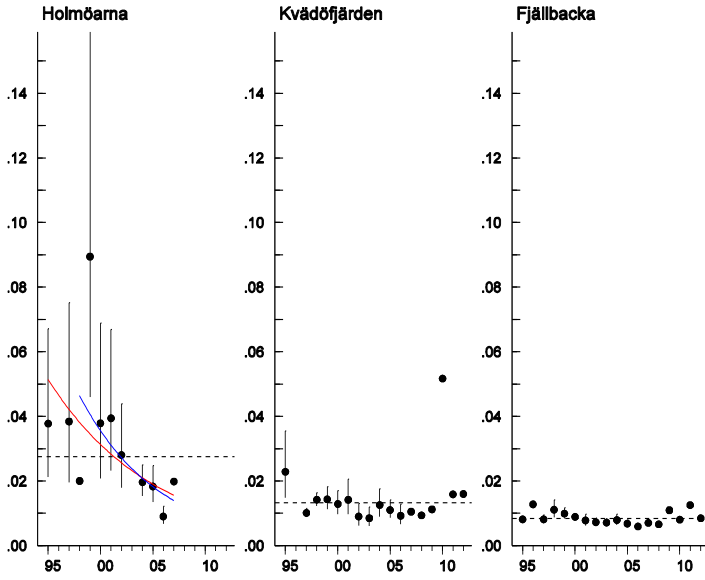 Holmöarna Kvädöfjärden Fjällbacka
.14 .14 .14
.12 .12 .12
.10 .10 .10
.08 .08 .08
.06 .06 .06
.04 .04 .04
.02 .02 .02
.00 .00 .00
95 00 05 10 95 00 05 10 95 00 05 10